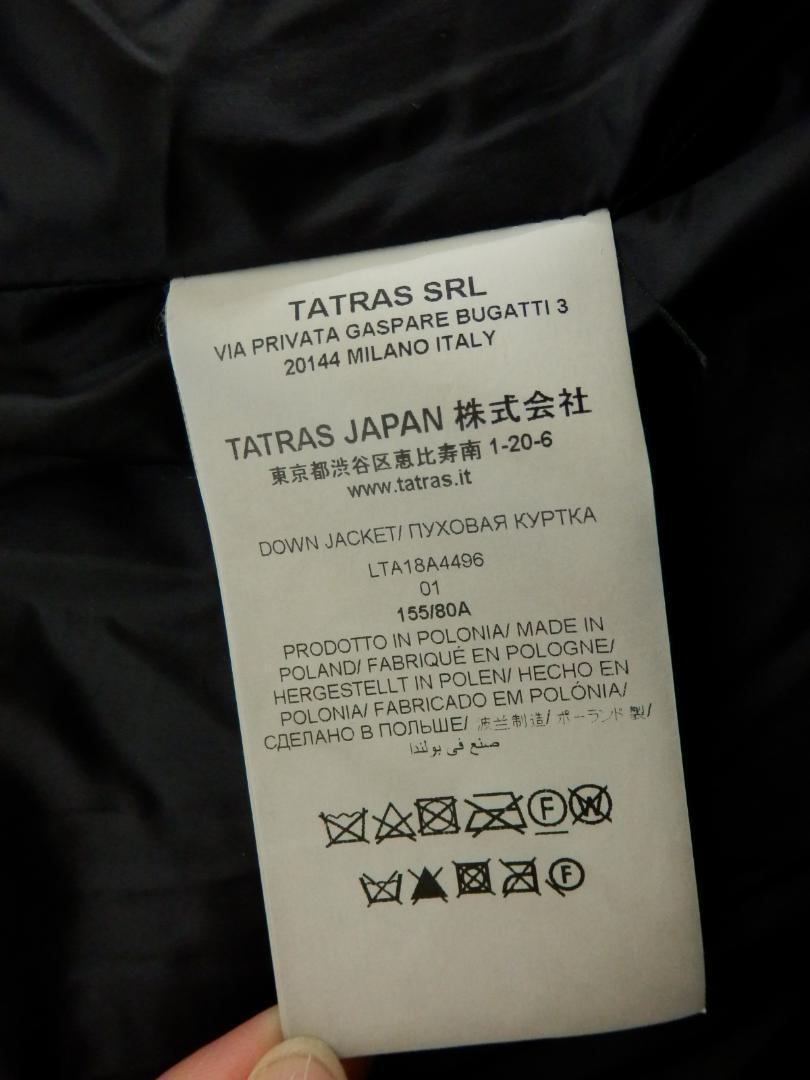 TATRAS SRL
VIA PRIVATA GASPARE BUGATTI 3
20144 MILANO ITALY
TATRAS JAPAN 株式会社
東京都渋谷区恵比寿南 1-20-6
www.tatras.it
DOWN JACKET/ ПУХОВАЯ КУРТКА
LTA18A4496
01
155/80A
PRODOTTO IN POLONIA/ MADE IN
POLAND/ FABRIQUÉ EN POLOGNE/
HERGESTELLT IN POLEN/ HECHO EN
POLONIA/ FABRICADO EM POLÓNIA/
СДЕЛАНО В ПОЛЬШЕ/ 波兰制造/ ポーランド製/
صنع في بولندا
F W
F